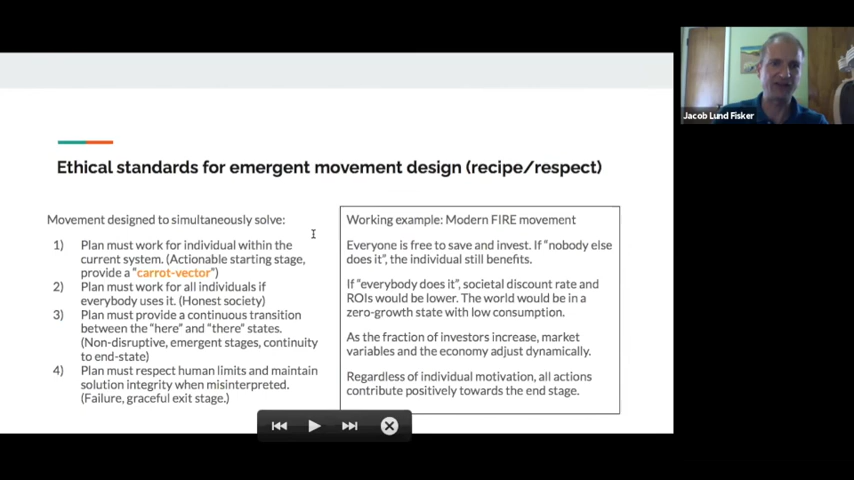 Jacob Lund Fisker
Ethical standards for emergent movement design (recipe/respect)
Movement designed to simultaneously solve:
1) Plan must work for individual within the
current system. (Actionable starting stage,
provide a “carrot-vector”)
2) Plan must work for all individuals if
everybody uses it. (Honest society)
3) Plan must provide a continuous transition
between the “here” and “there” states.
(Non-disruptive, emergent stages, continuity
to end-state)
4) Plan must respect human limits and maintain
solution integrity when misinterpreted.
(Failure, graceful exit stage.)
Working example: Modern FIRE movement
Everyone is free to save and invest. If “nobody else
does it”, the individual still benefits.
If “everybody does it”, societal discount rate and
ROIs would be lower. The world would be in a
zero-growth state with low consumption.
As the fraction of investors increase, market
variables and the economy adjust dynamically.
Regardless of individual motivation, all actions
contribute positively towards the end stage.